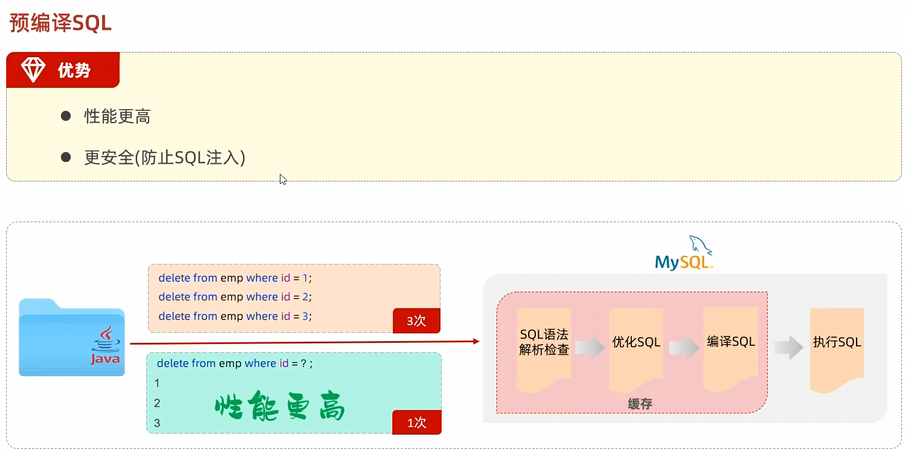 预编译SQL
优势
性能更高
更安全(防止SQL注入)
MySQL
delete from emp where id = 1;
delete from emp where id = 2;
delete from emp where id = 3;
3次
Java
delete from emp where id = ? ;
1
2
3
性能更高
1次
SQL语法
解析检查
优化SQL
编译SQL
执行SQL
缓存